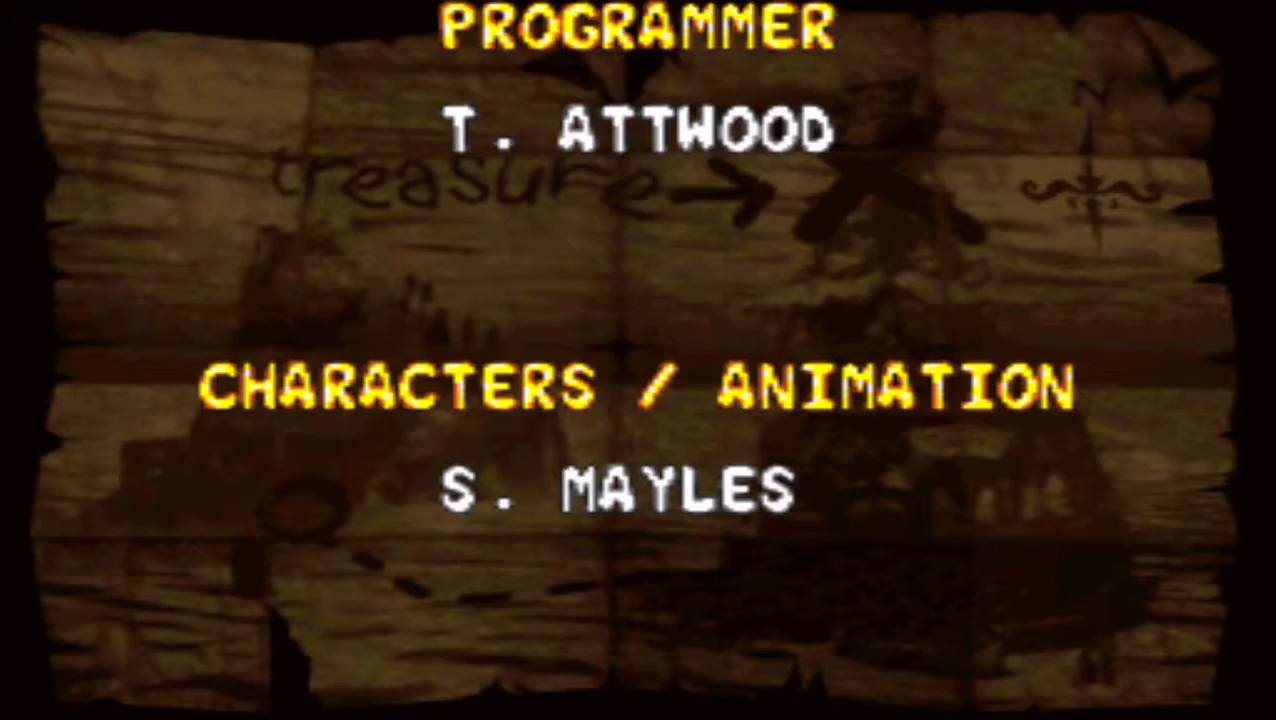 PROGRAMMER
T. ATTWOOD
N
treasure
CHARACTERS / ANIMATION
S. MAYLES